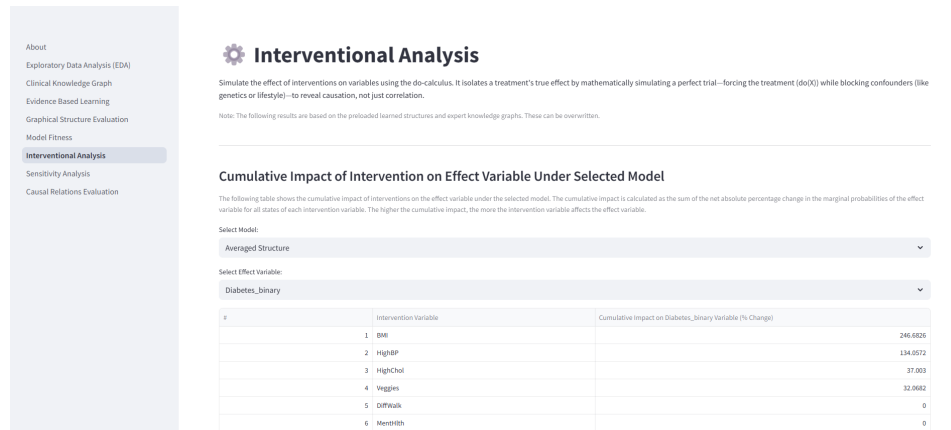 About
Exploratory Data Analysis (EDA)
Clinical Knowledge Graph
Evidence Based Learning
Graphical Structure Evaluation
Model Fitness
Interventional Analysis
Sensitivity Analysis
Causal Relations Evaluation
Interventional Analysis
Simulate the effect of interventions on variables using the do-calculus. It isolates a treatment's true effect by mathematically simulating a perfect trial—forcing the treatment (do(X)) while blocking confounders (like
genetics or lifestyle)—to reveal causation, not just correlation.
Note: The following results are based on the preloaded learned structures and expert knowledge graphs. These can be overwritten.
Cumulative Impact of Intervention on Effect Variable Under Selected Model
The following table shows the cumulative impact of interventions on the effect variable under the selected model. The cumulative impact is calculated as the sum of the net absolute percentage change in the marginal probabilities of the effect
variable for all states of each intervention variable. The higher the cumulative impact, the more the intervention variable affects the effect variable.
Select Model:
Averaged Structure
Select Effect Variable:
Diabetes_binary
# Intervention Variable Cumulative Impact on Diabetes_binary Variable (% Change)
1 BMI 246.6826
2 HighBP 134.0572
3 HighChol 37.003
4 Veggies 32.0682
5 DiffWalk 0
6 MentHlth 0